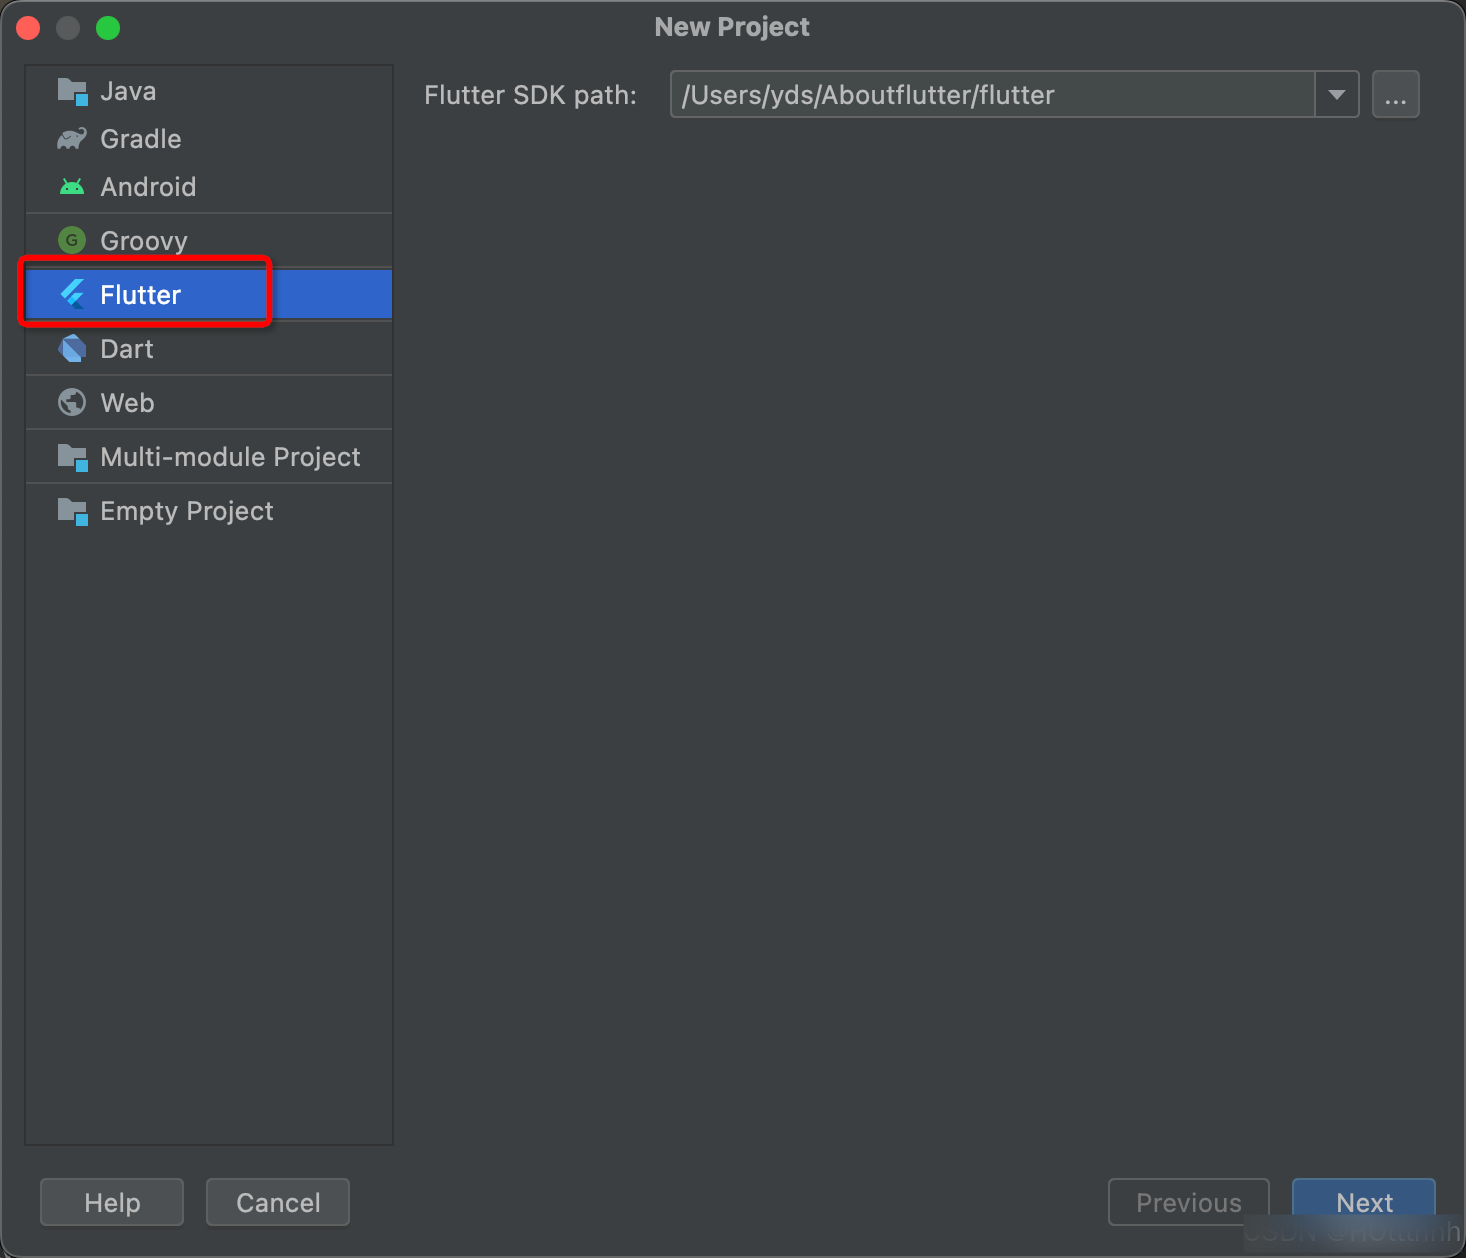 New Project
Java
Flutter SDK path: /Users/yds/Aboutflutter/flutter ...
Gradle
Android
G Groovy
Flutter
Dart
Web
Multi-module Project
Empty Project
Help Cancel Previous Next
CSDN